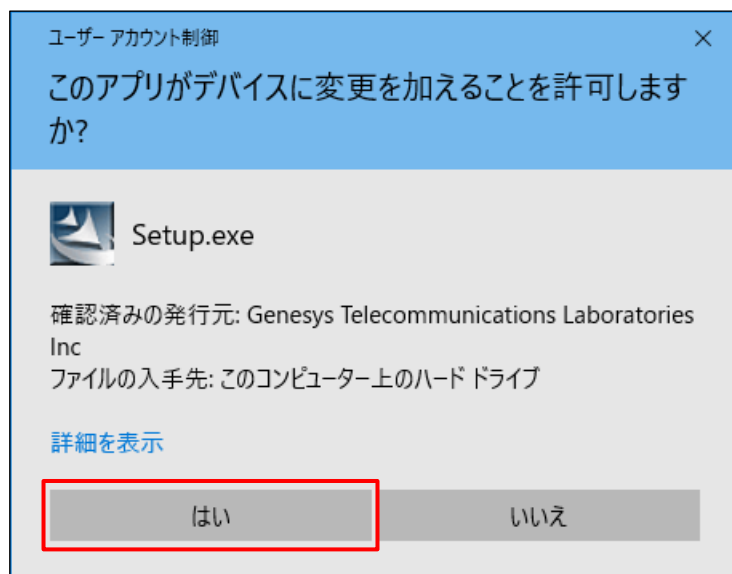 ユーザー アカウント制御
このアプリがデバイスに変更を加えることを許可します
か?
Setup.exe
確認済みの発行元: Genesys Telecommunications Laboratories
Inc
ファイルの入手先: このコンピューター上のハード ドライブ
詳細を表示
はい
いいえ